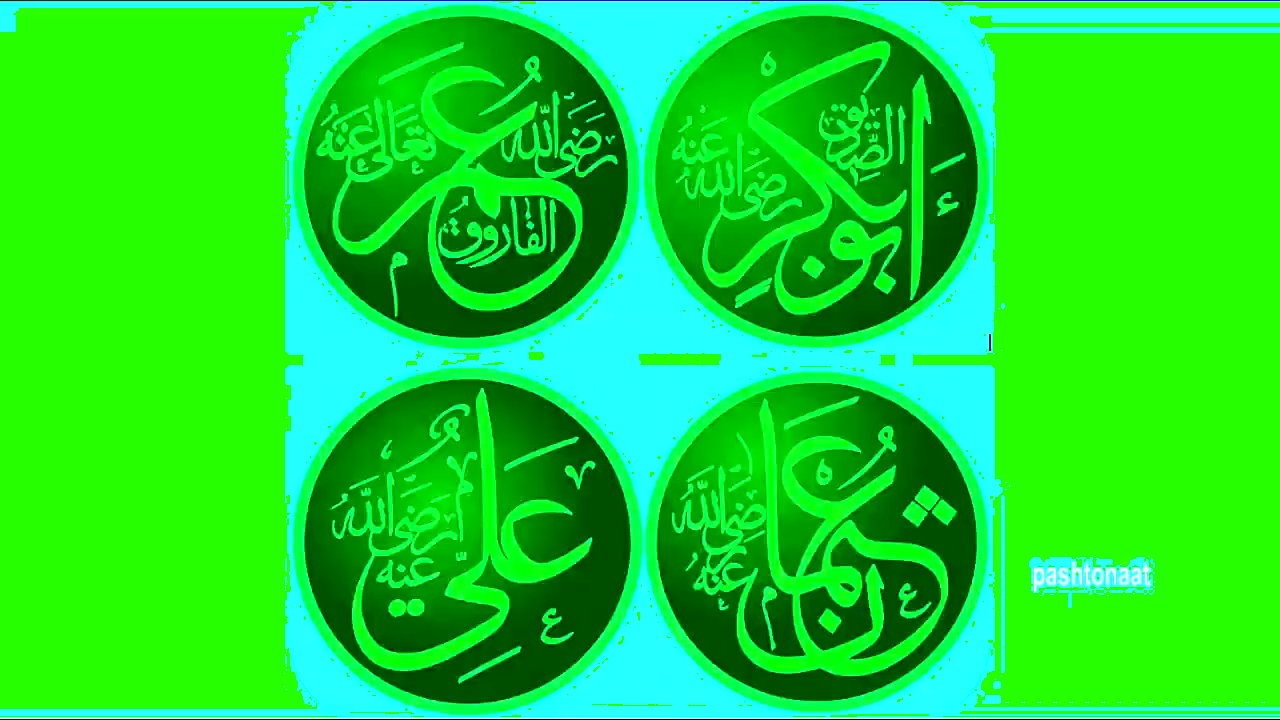 أبو بكر الصديق رضي الله عنه
عمر الفاروق رضي الله تعالى عنه
عثمان رضي الله عنه
علي رضي الله عنه
pashtonaat